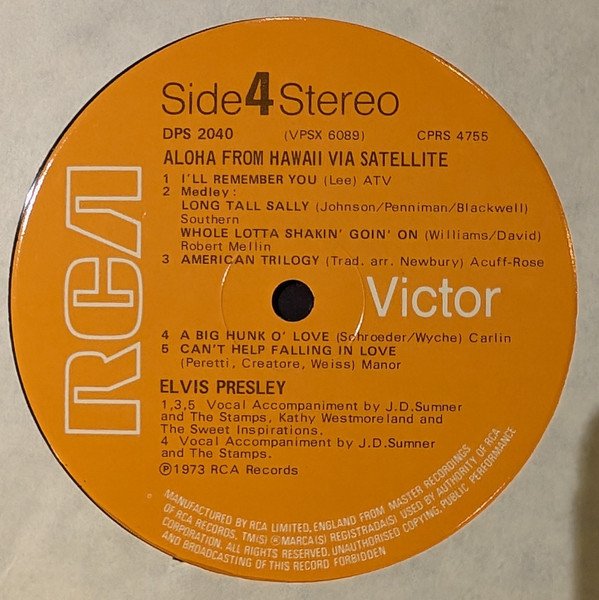 Side 4 Stereo
DPS 2040 (VPSX 6089) CPRS 4755
ALOHA FROM HAWAII VIA SATELLITE
1 I'LL REMEMBER YOU (Lee) ATV
2 Medley:
LONG TALL SALLY (Johnson/Penniman/Blackwell)
Southern
WHOLE LOTTA SHAKIN' GOIN' ON (Williams/David)
Robert Mellin
3 AMERICAN TRILOGY (Trad. arr. Newbury) Acuff-Rose
RCA
Victor
4 A BIG HUNK O' LOVE (Schroeder/Wyche) Carlin
5 CAN'T HELP FALLING IN LOVE
(Peretti, Creatore, Weiss) Manor
ELVIS PRESLEY
1,3,5 Vocal Accompaniment by J.D.Sumner
and The Stamps, Kathy Westmoreland and
The Sweet Inspirations.
4 Vocal Accompaniment by J.D.Sumner
and The Stamps.
Ⓟ1973 RCA Records
MANUFACTURED BY RCA LIMITED, ENGLAND FROM MASTER RECORDINGS
OF RCA RECORDS. TM(S) ® MARCA(S) REGISTRADA(S) USED BY AUTHORITY OF RCA
CORPORATION. ALL RIGHTS RESERVED. UNAUTHORISED COPYING, PUBLIC PERFORMANCE
AND BROADCASTING OF THIS RECORD FORBIDDEN